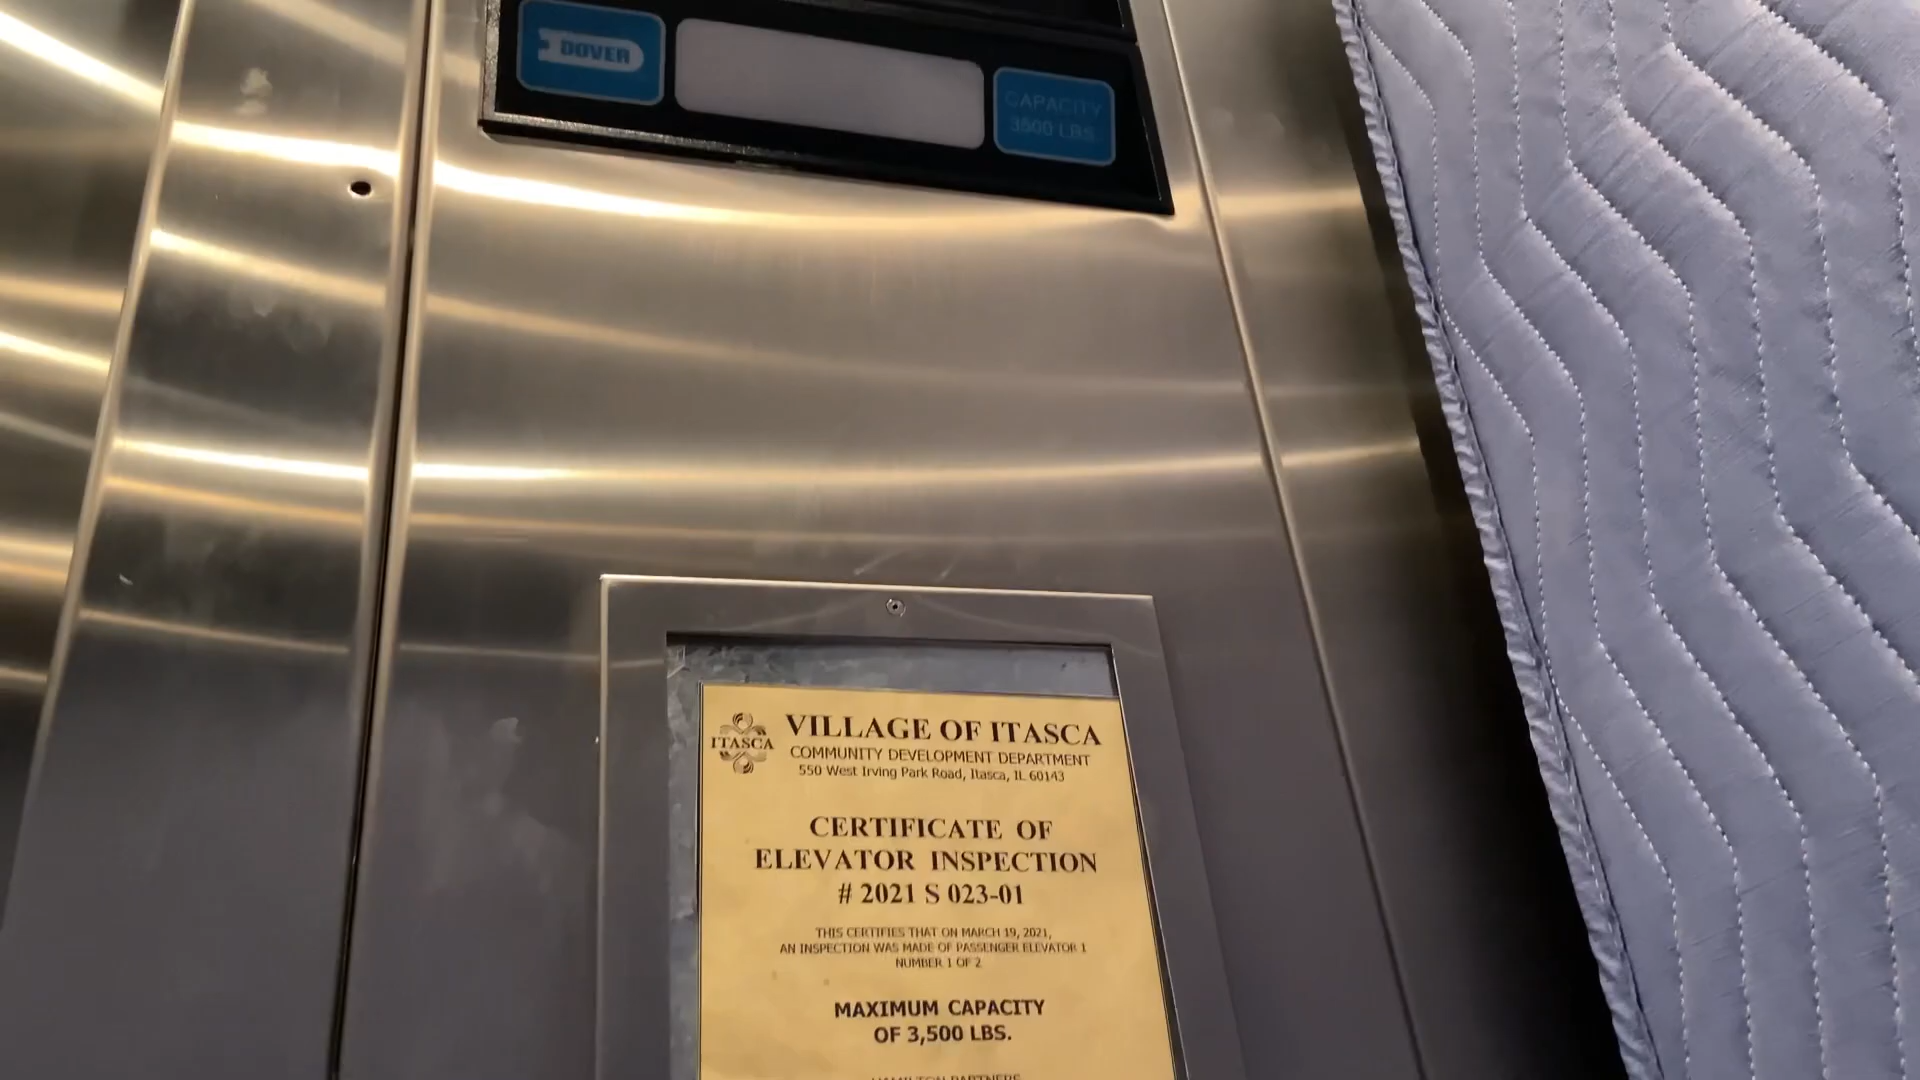 DOVER
CAPACITY
3500 LBS.
ITASCA
VILLAGE OF ITASCA
COMMUNITY DEVELOPMENT DEPARTMENT
550 West Irving Park Road, Itasca, IL 60143
CERTIFICATE OF
ELEVATOR INSPECTION
# 2021 S 023-01
THIS CERTIFIES THAT ON MARCH 19, 2021,
AN INSPECTION WAS MADE OF PASSENGER ELEVATOR 1
NUMBER 1 OF 2
MAXIMUM CAPACITY
OF 3,500 LBS.
HAMILTON PARTNERS